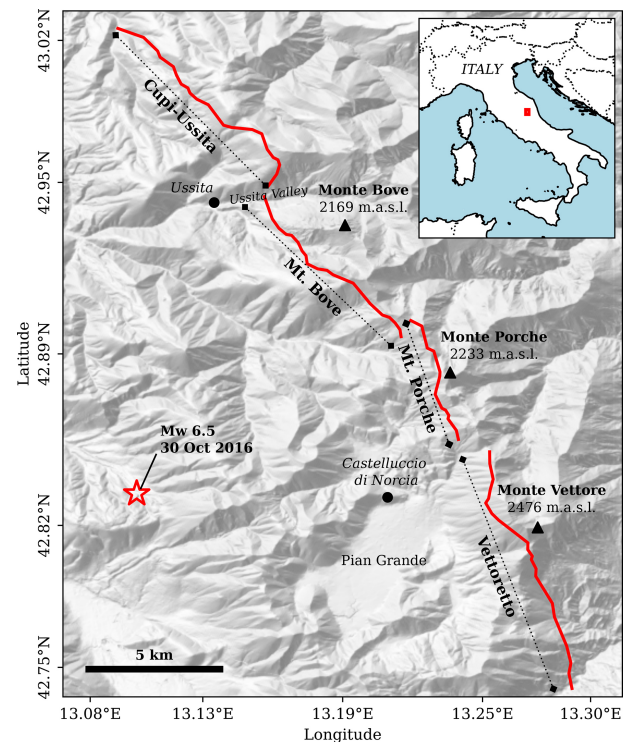 43.02°N
ITALY
Cupi-Ussita
42.95°N
Ussita
Ussita Valley
Monte Bove
2169 m.a.s.l.
Mt. Bove
Latitude
42.89°N
Monte Porche
2233 m.a.s.l.
Mt. Porche
Mw 6.5
30 Oct 2016
Castelluccio
di Norcia
Monte Vettore
2476 m.a.s.l.
42.82°N
Vettoretto
Pian Grande
5 km
42.75°N
13.08°E
13.13°E
13.19°E
13.25°E
13.30°E
Longitude